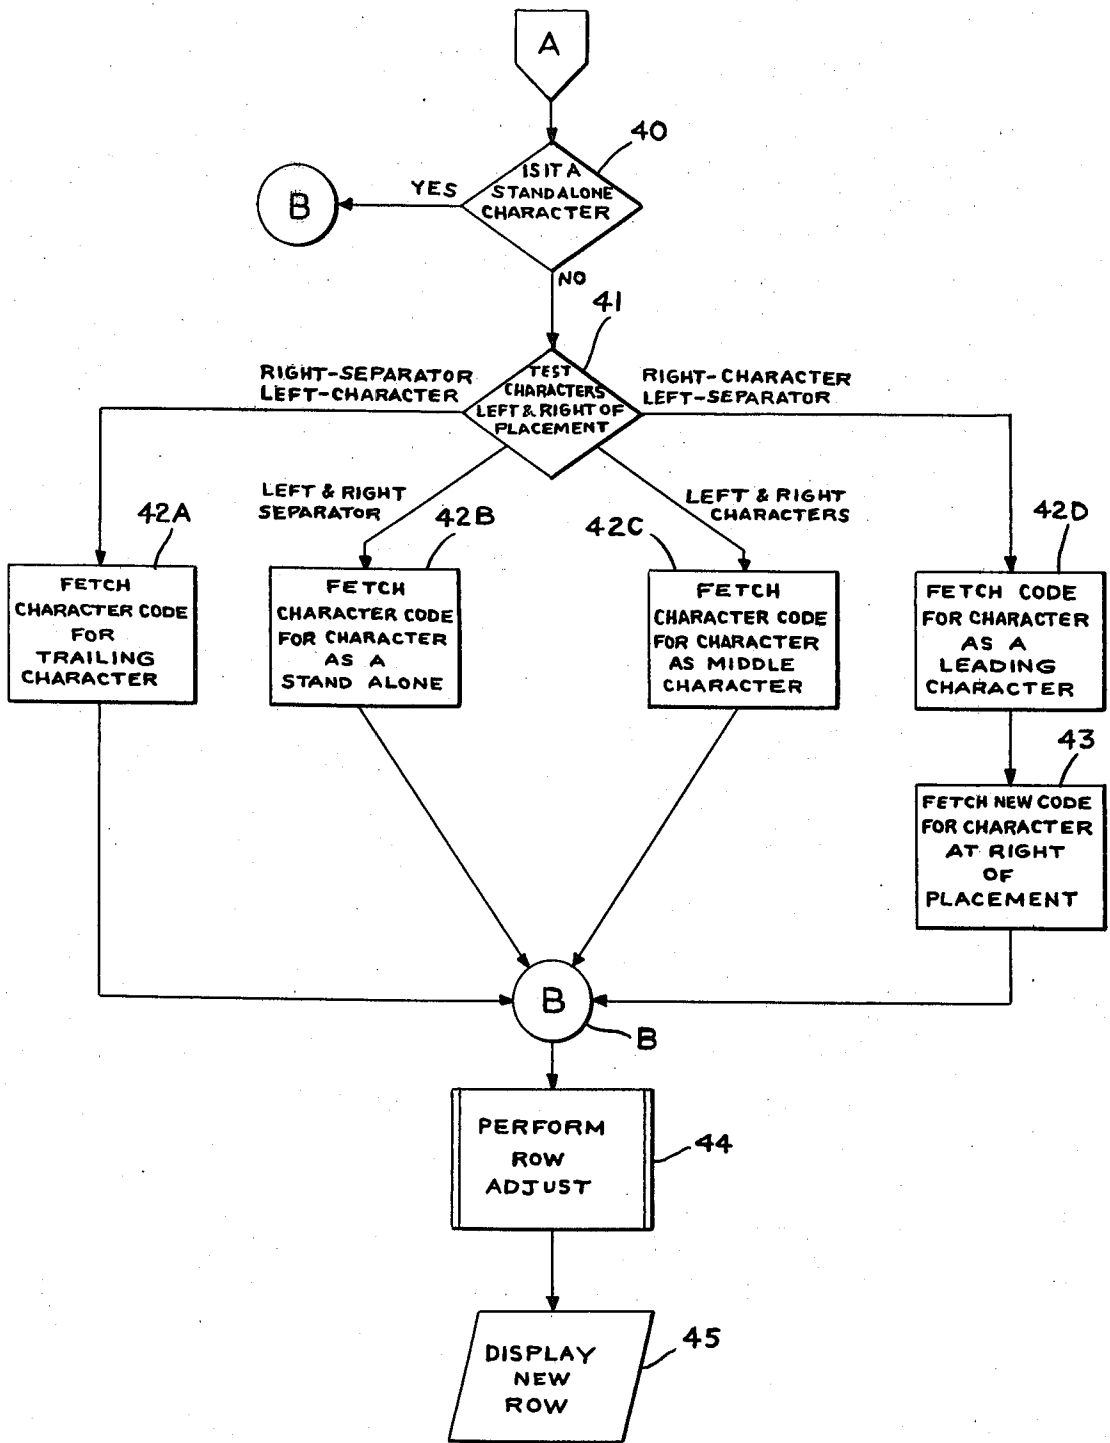 A
40
IS IT A
STANDALONE
CHARACTER
YES
B
NO
41
TEST
CHARACTERS
LEFT & RIGHT OF
PLACEMENT
RIGHT-SEPARATOR
LEFT-CHARACTER
RIGHT-CHARACTER
LEFT-SEPARATOR
LEFT & RIGHT
SEPARATOR
LEFT & RIGHT
CHARACTERS
42A
FETCH
CHARACTER CODE
FOR
TRAILING
CHARACTER
42B
FETCH
CHARACTER CODE
FOR CHARACTER
AS A
STAND ALONE
42C
FETCH
CHARACTER CODE
FOR CHARACTER
AS MIDDLE
CHARACTER
42D
FETCH CODE
FOR CHARACTER
AS A
LEADING
CHARACTER
43
FETCH NEW CODE
FOR CHARACTER
AT RIGHT
OF
PLACEMENT
B
B
PERFORM
ROW
ADJUST
44
DISPLAY
NEW
ROW
45